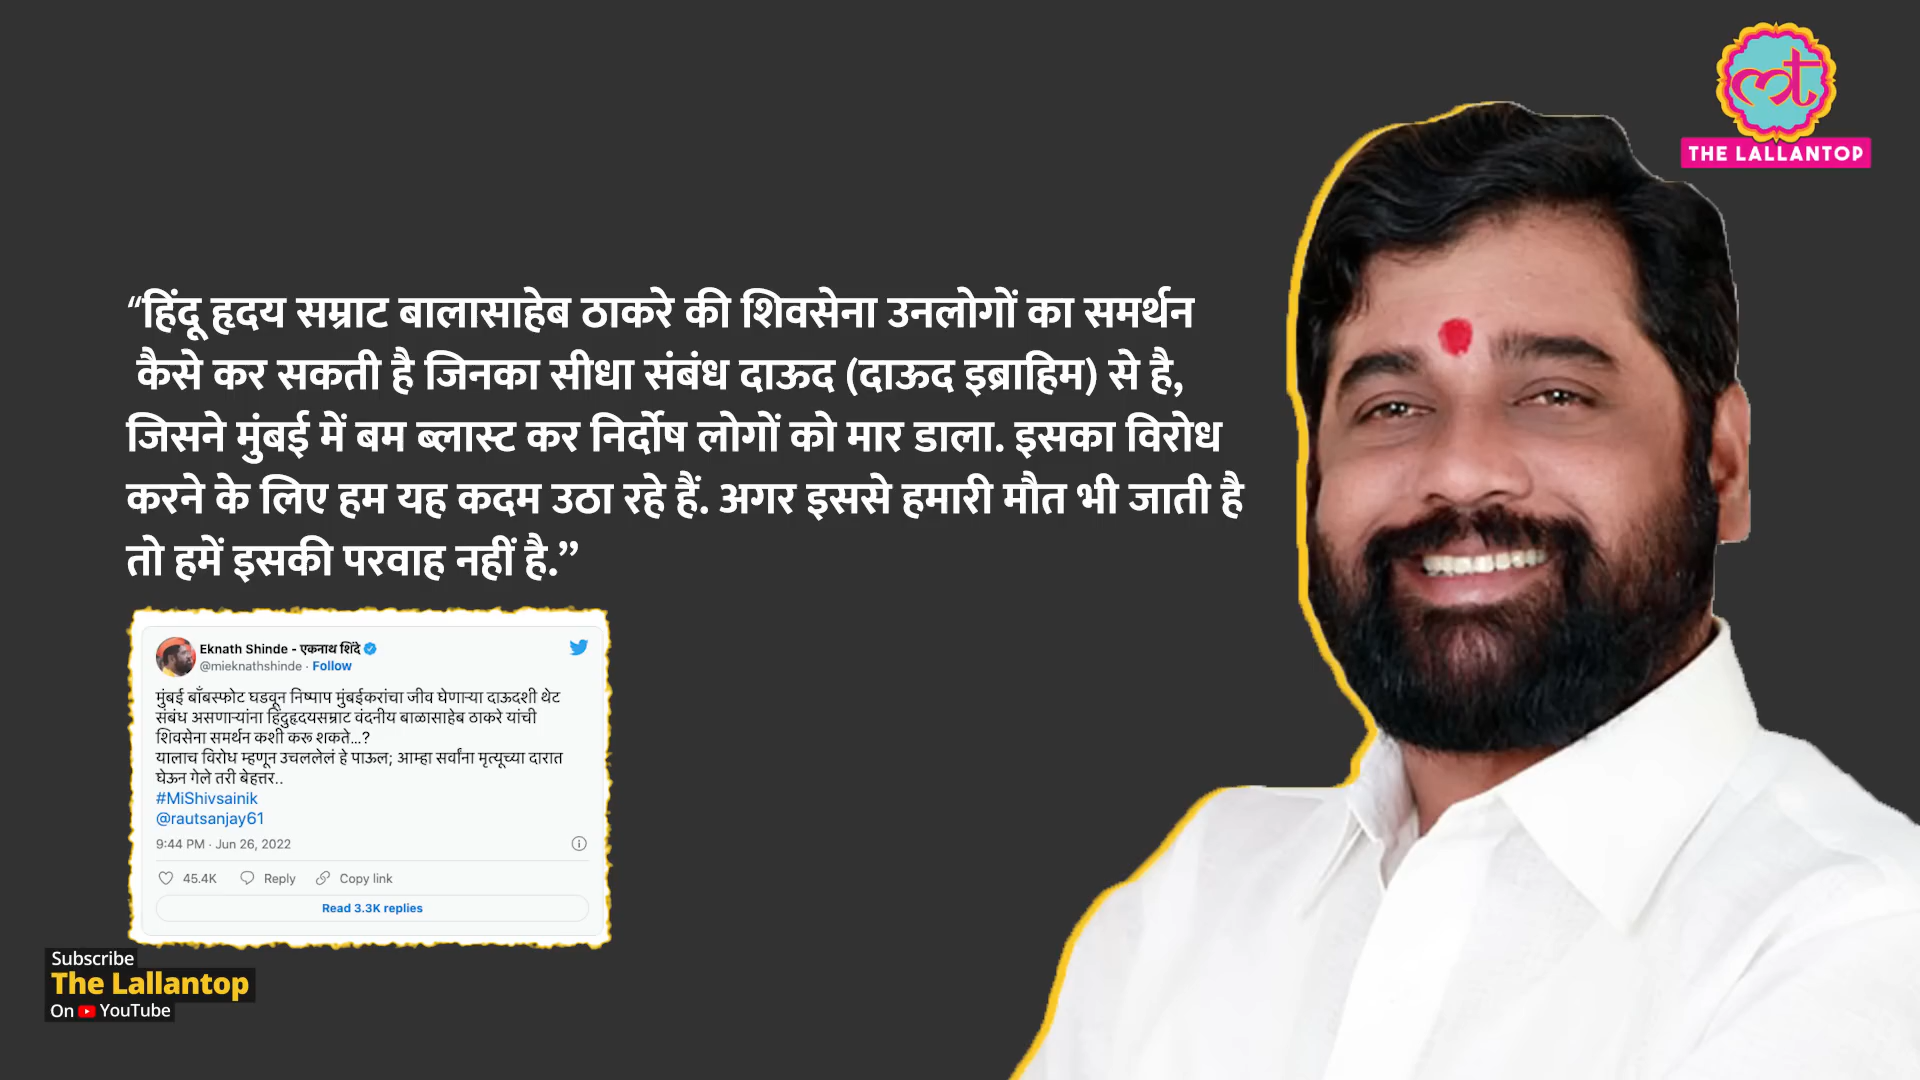 THE LALLANTOP
“हिंदू हृदय सम्राट बालासाहेब ठाकरे की शिवसेना उनलोगों का समर्थन
कैसे कर सकती है जिनका सीधा संबंध दाऊद (दाऊद इब्राहिम) से है,
जिसने मुंबई में बम ब्लास्ट कर निर्दोष लोगों को मार डाला. इसका विरोध
करने के लिए हम यह कदम उठा रहे हैं. अगर इससे हमारी मौत भी जाती है
तो हमें इसकी परवाह नहीं है.”
Eknath Shinde - एकनाथ शिंदे
@mieknathshinde · Follow
मुंबई बॉंबस्फोट घडवून निष्पाप मुंबईकरांचा जीव घेणाऱ्या दाऊदशी थेट
संबंध असणाऱ्यांना हिंदुहृदयसम्राट वंदनीय बाळासाहेब ठाकरे यांची
शिवसेना समर्थन कशी करू शकते...?
यालाच विरोध म्हणून उचललेलं हे पाऊल; आम्हा सर्वांना मृत्यूच्या दारात
घेऊन गेले तरी बेहत्तर..
#MiShivsainik
@rautsanjay61
9:44 PM · Jun 26, 2022
45.4K Reply Copy link
Read 3.3K replies
Subscribe
The Lallantop
On YouTube